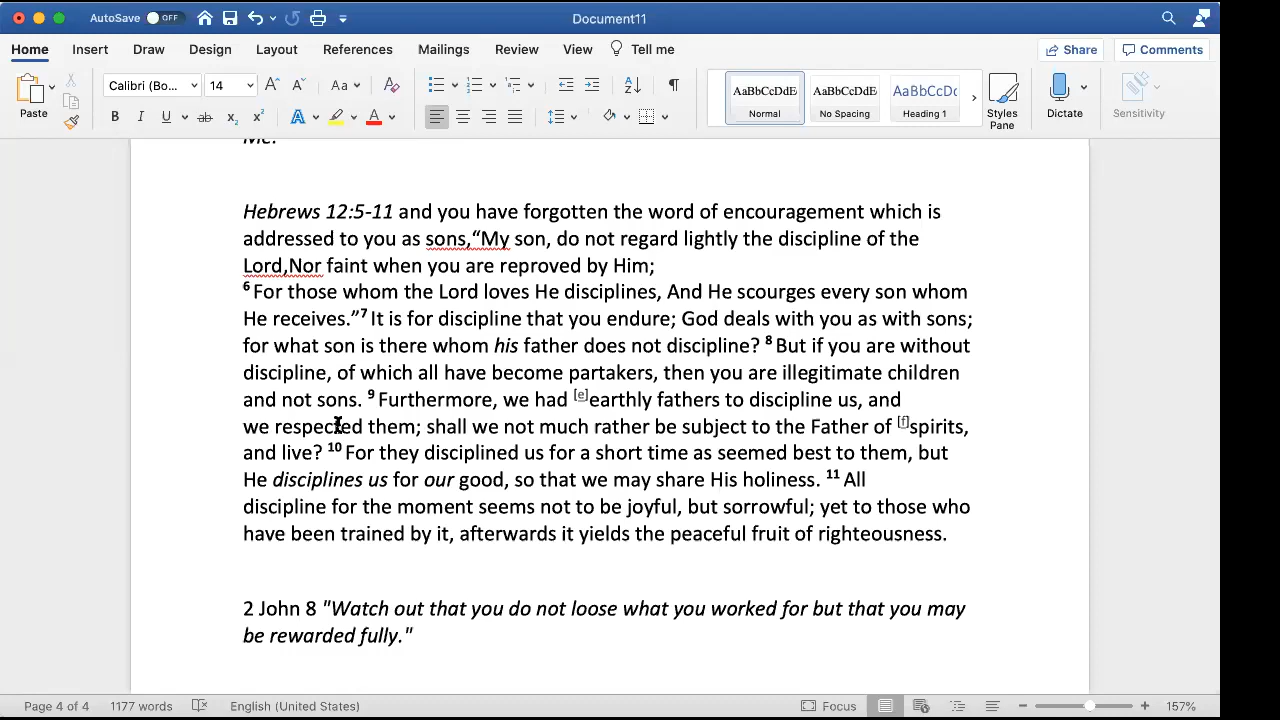 AutoSave OFF Document11
Home Insert Draw Design Layout References Mailings Review View Tell me Share Comments
Calibri (Bo... 14 A A Aa A AaBbCcDdE AaBbCcDdE AaBbCcDc
Paste B I U ab x₂ x² A A Normal No Spacing Heading 1 Styles Pane Dictate Sensitivity
Me."
Hebrews 12:5-11 and you have forgotten the word of encouragement which is
addressed to you as sons,“My son, do not regard lightly the discipline of the
Lord,Nor faint when you are reproved by Him;
6 For those whom the Lord loves He disciplines, And He scourges every son whom
He receives.”7 It is for discipline that you endure; God deals with you as with sons;
for what son is there whom his father does not discipline? 8 But if you are without
discipline, of which all have become partakers, then you are illegitimate children
and not sons. 9 Furthermore, we had [e]earthly fathers to discipline us, and
we respected them; shall we not much rather be subject to the Father of [f]spirits,
and live? 10 For they disciplined us for a short time as seemed best to them, but
He disciplines us for our good, so that we may share His holiness. 11 All
discipline for the moment seems not to be joyful, but sorrowful; yet to those who
have been trained by it, afterwards it yields the peaceful fruit of righteousness.
2 John 8 "Watch out that you do not loose what you worked for but that you may
be rewarded fully."
Page 4 of 4 1177 words English (United States) Focus 157%